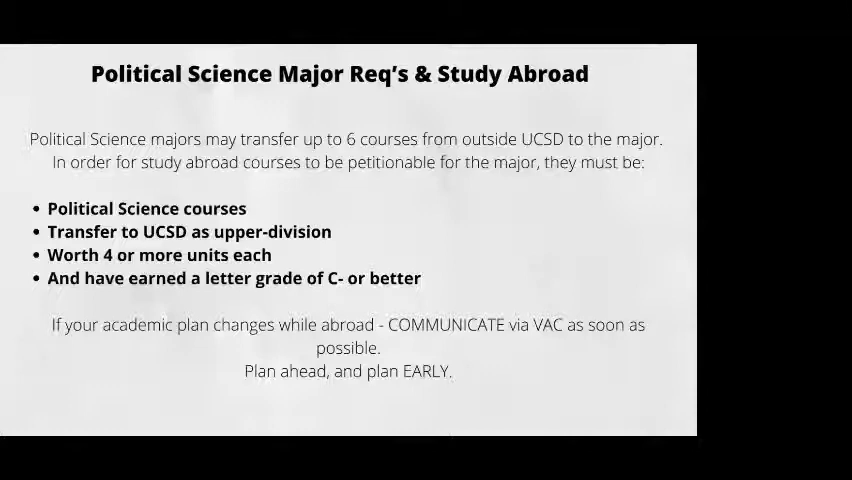 Political Science Major Req's & Study Abroad
Political Science majors may transfer up to 6 courses from outside UCSD to the major.
In order for study abroad courses to be petitionable for the major, they must be:
• Political Science courses
• Transfer to UCSD as upper-division
• Worth 4 or more units each
• And have earned a letter grade of C- or better
If your academic plan changes while abroad - COMMUNICATE via VAC as soon as
possible.
Plan ahead, and plan EARLY.